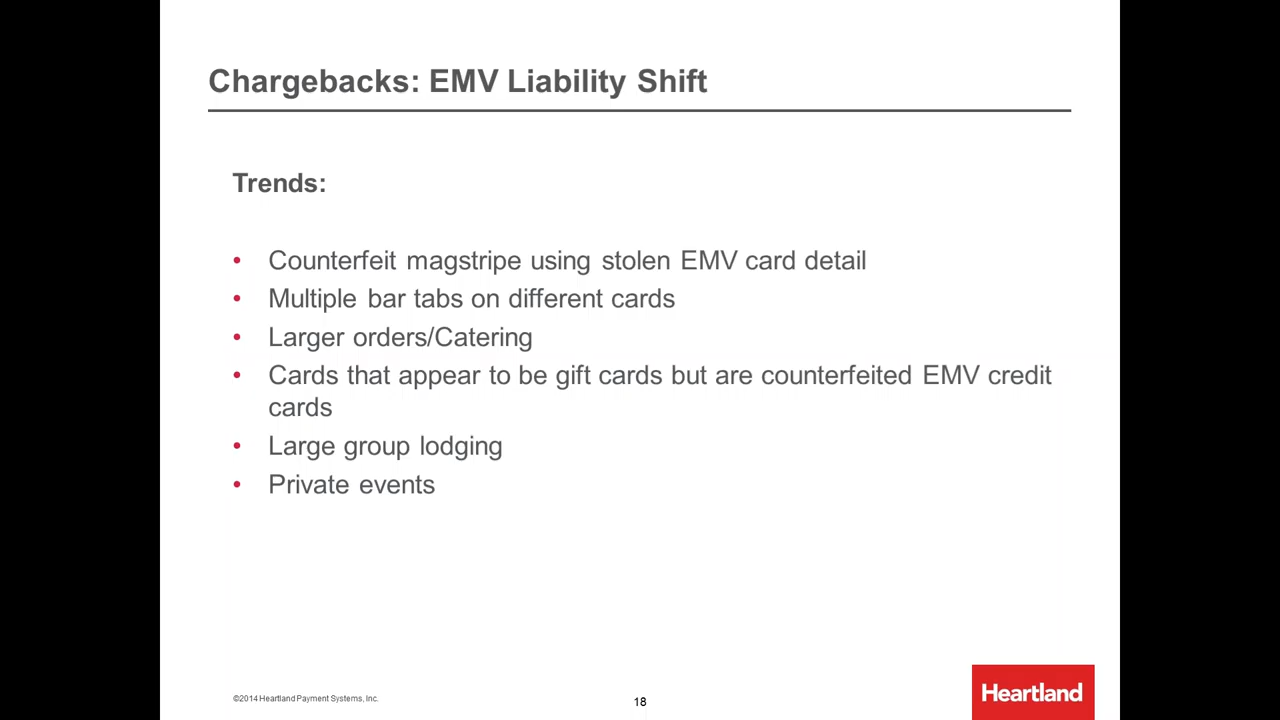 Chargebacks: EMV Liability Shift
Trends:
• Counterfeit magstripe using stolen EMV card detail
• Multiple bar tabs on different cards
• Larger orders/Catering
• Cards that appear to be gift cards but are counterfeited EMV credit
cards
• Large group lodging
• Private events
©2014 Heartland Payment Systems, Inc.
18
Heartland